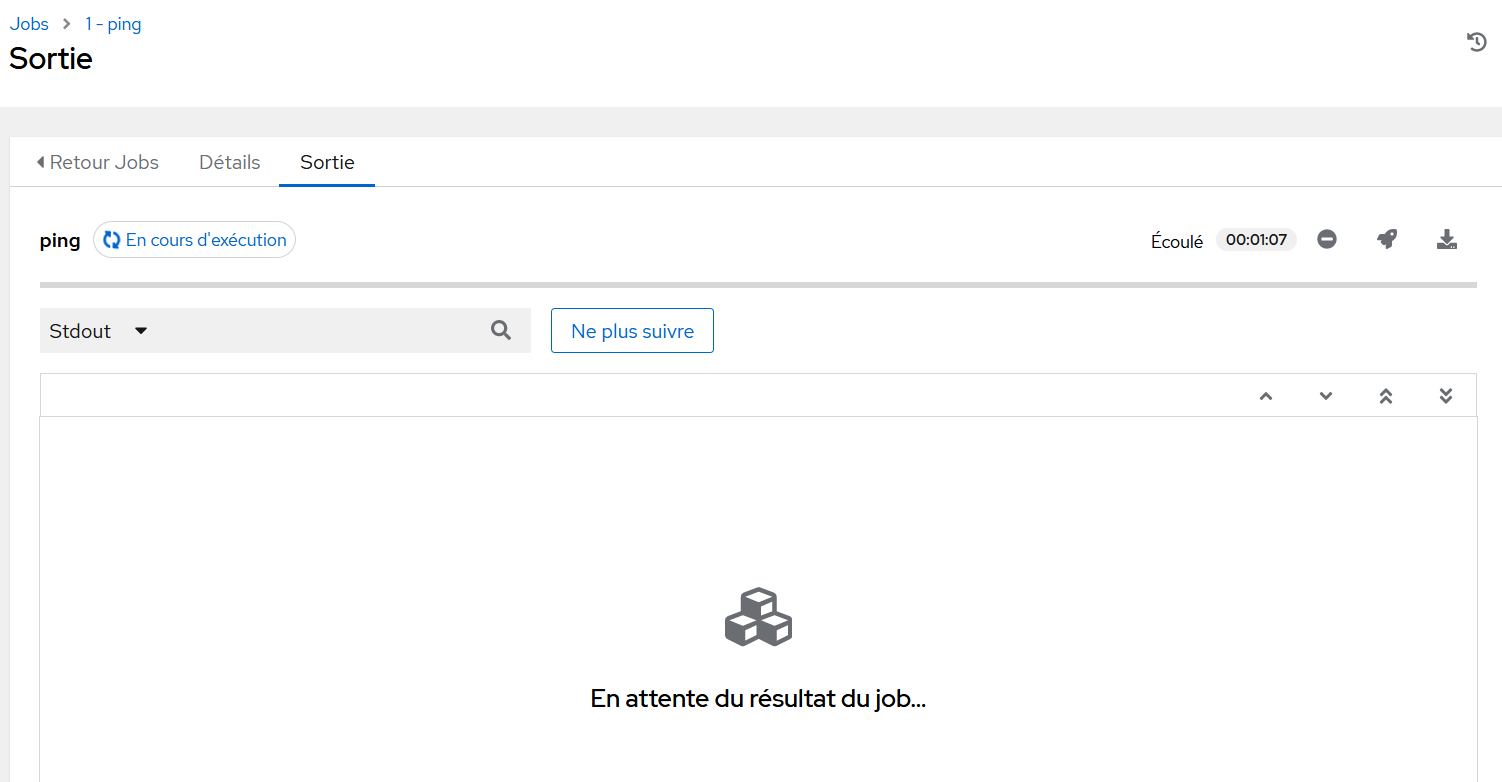 Jobs 1 - ping
Sortie
Retour Jobs Détails Sortie
ping En cours d'exécution Écoulé 00:01:07
Stdout Ne plus suivre
En attente du résultat du job...